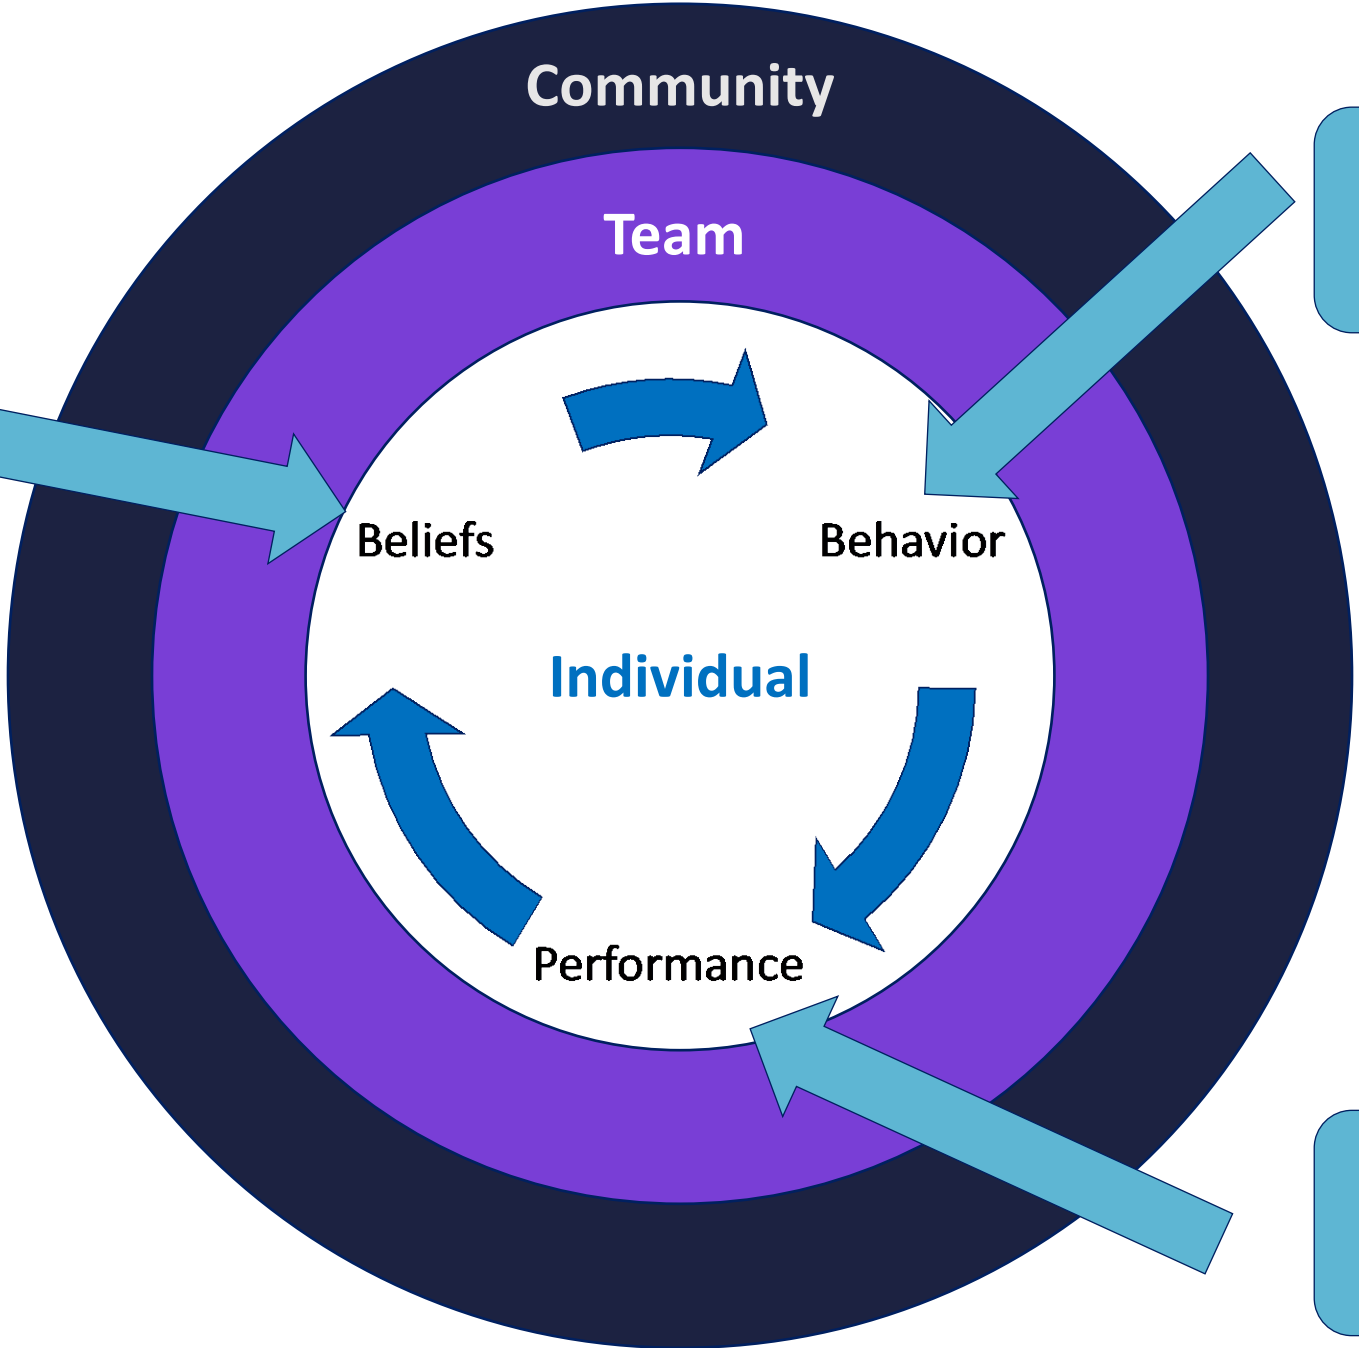 Community
Team
Beliefs
Behavior
Individual
Performance